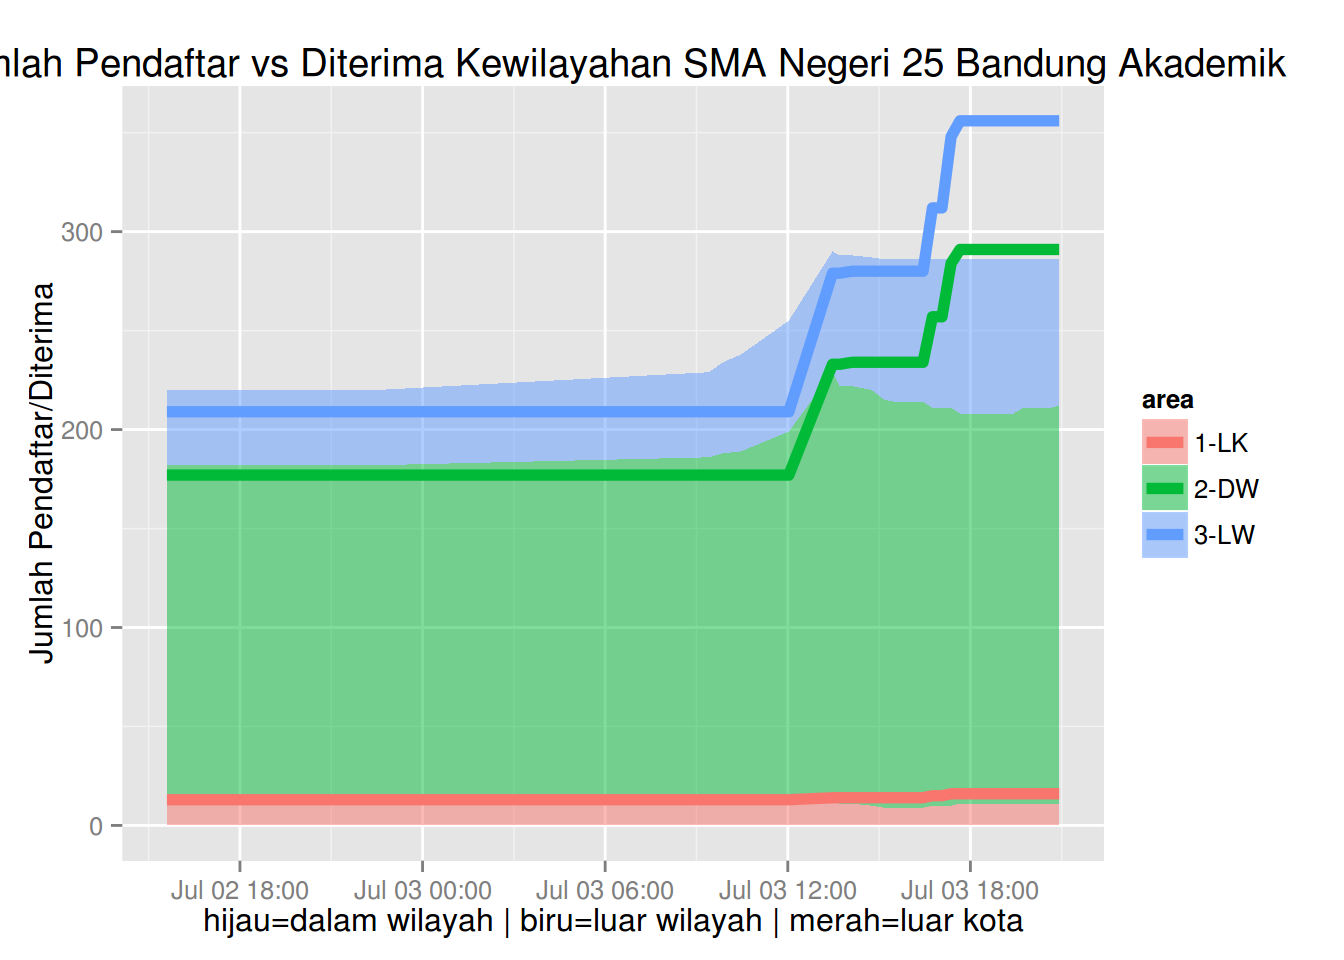 mlah Pendaftar vs Diterima Kewilayahan SMA Negeri 25 Bandung Akademik
Jumlah Pendaftar/Diterima
300
200
100
0
Jul 02 18:00
Jul 03 00:00
Jul 03 06:00
Jul 03 12:00
Jul 03 18:00
hijau=dalam wilayah | biru=luar wilayah | merah=luar kota
area
1-LK
2-DW
3-LW